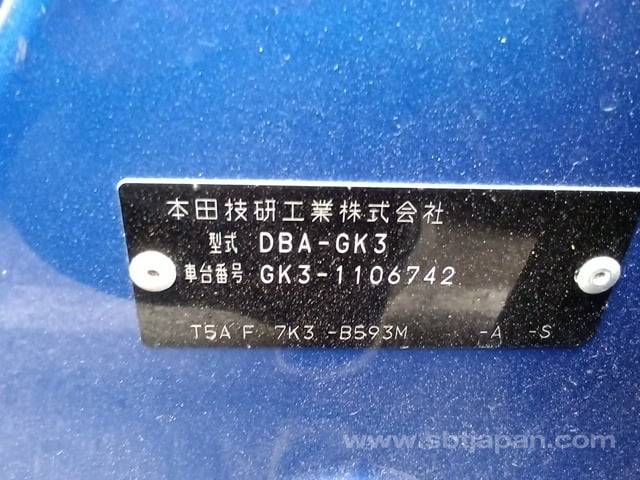 本田技研工業株式会社
型式 DBA-GK3
車台番号 GK3-1106742
T5A F 7K3 -B593M -A -S
www.sbtjapan.com